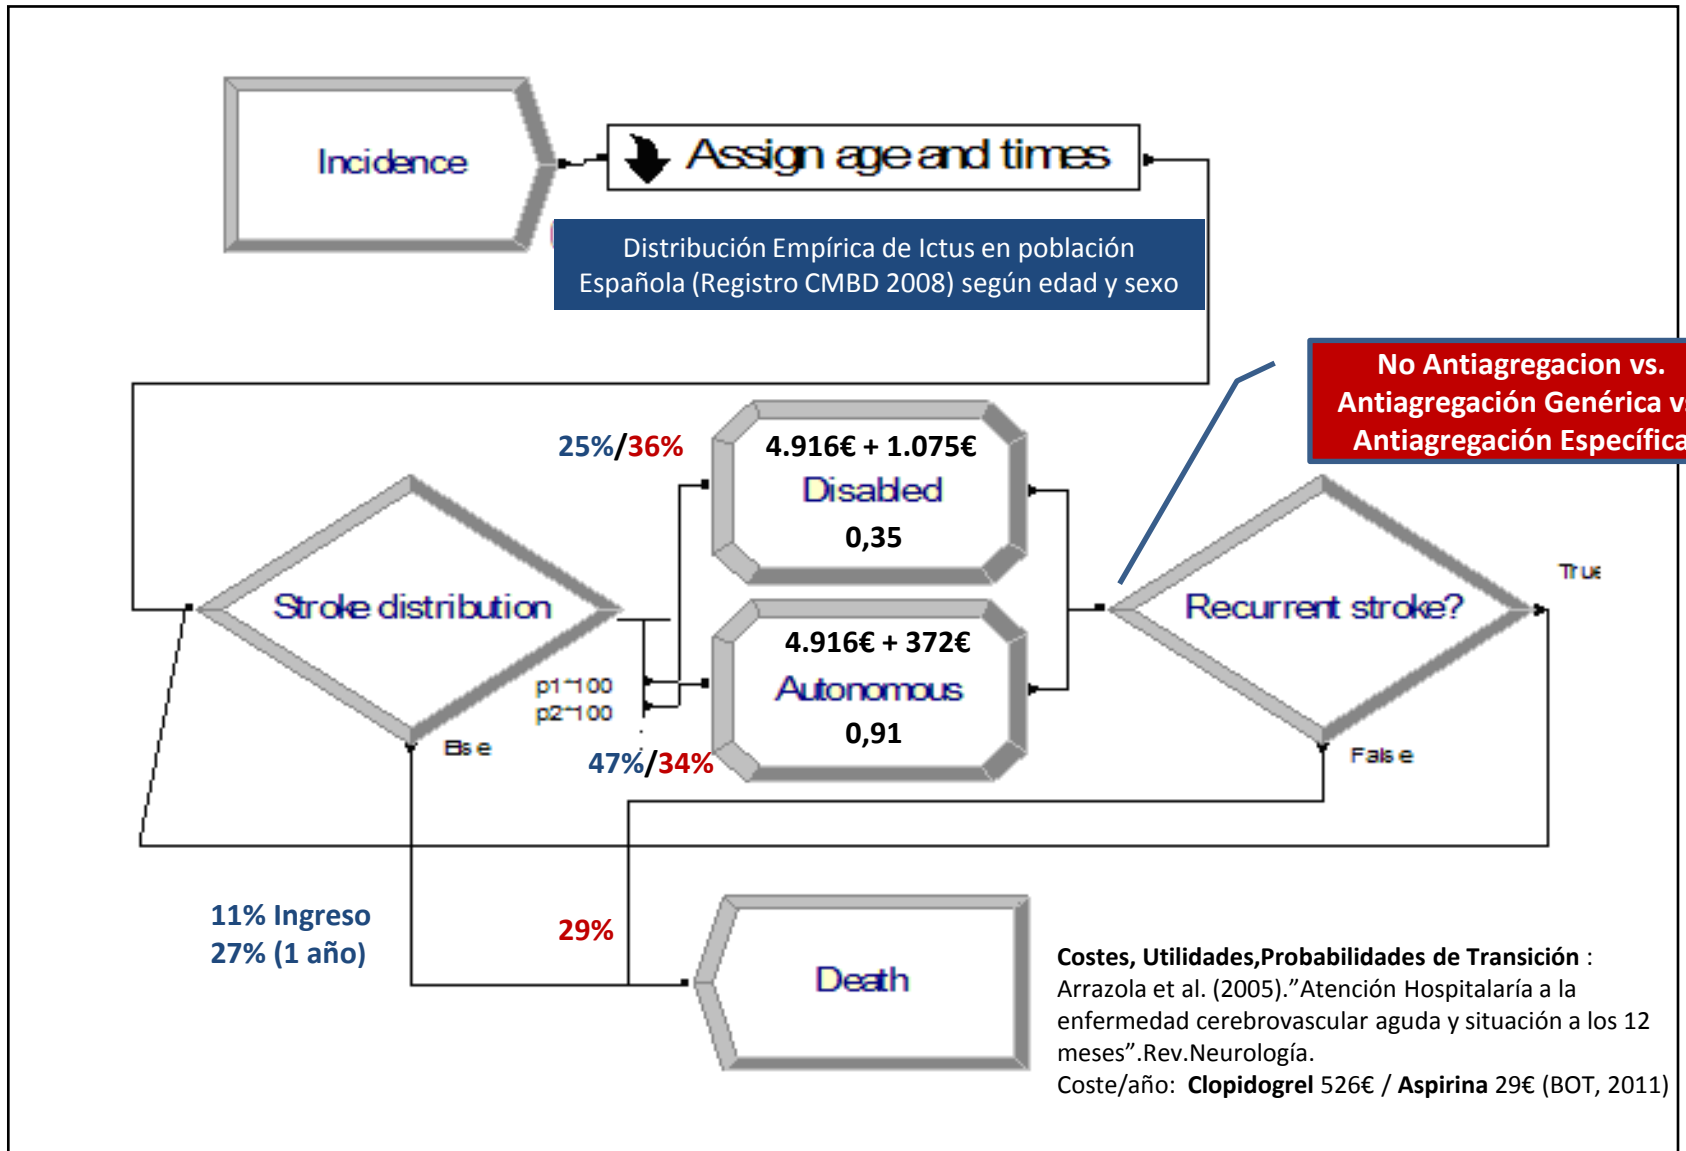 Incidence
Assign age and times
Distribución Empírica de Ictus en población
Española (Registro CMBD 2008) según edad y sexo
No Antiagregacion vs.
Antiagregación Genérica vs
Antiagregación Específica
25%/36%
4.916€ + 1.075€
Disabled
0,35
Stroke distribution
Recurrent stroke?
True
4.916€ + 372€
Autonomous
0,91
p1*100
p2*100
Else
47%/34%
False
11% Ingreso
27% (1 año)
29%
Death
Costes, Utilidades,Probabilidades de Transición :
Arrazola et al. (2005).”Atención Hospitalaría a la
enfermedad cerebrovascular aguda y situación a los 12
meses”.Rev.Neurología.
Coste/año: Clopidogrel 526€ / Aspirina 29€ (BOT, 2011)